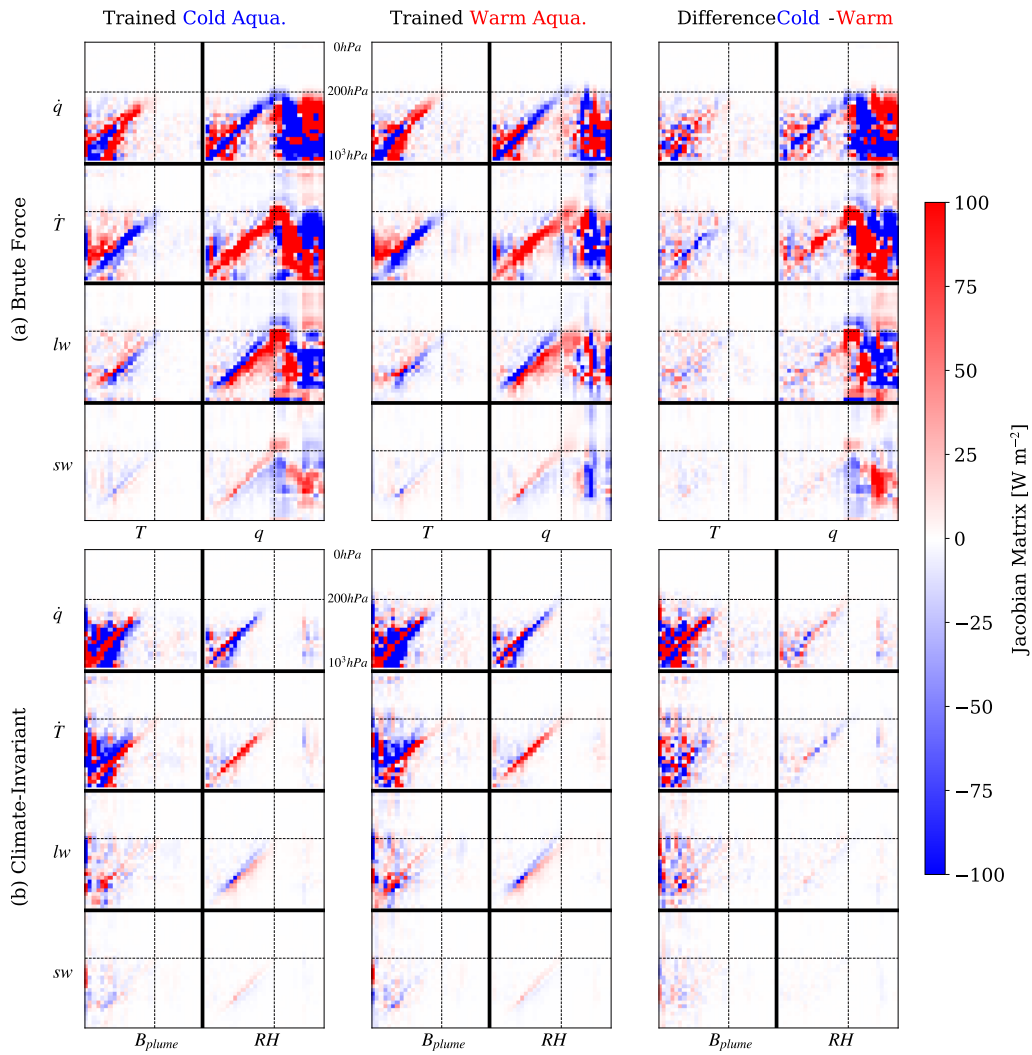 Trained Cold Aqua.
Trained Warm Aqua.
DifferenceCold -Warm
(a) Brute Force
0hPa
200hPa
10³hPa
q̇
Ṫ
lw
sw
T
q
T
q
T
q
(b) Climate-Invariant
0hPa
200hPa
10³hPa
q̇
Ṫ
lw
sw
B_plume
RH
B_plume
RH
B_plume
RH
100
75
50
25
0
−25
−50
−75
−100
Jacobian Matrix [W m⁻²]